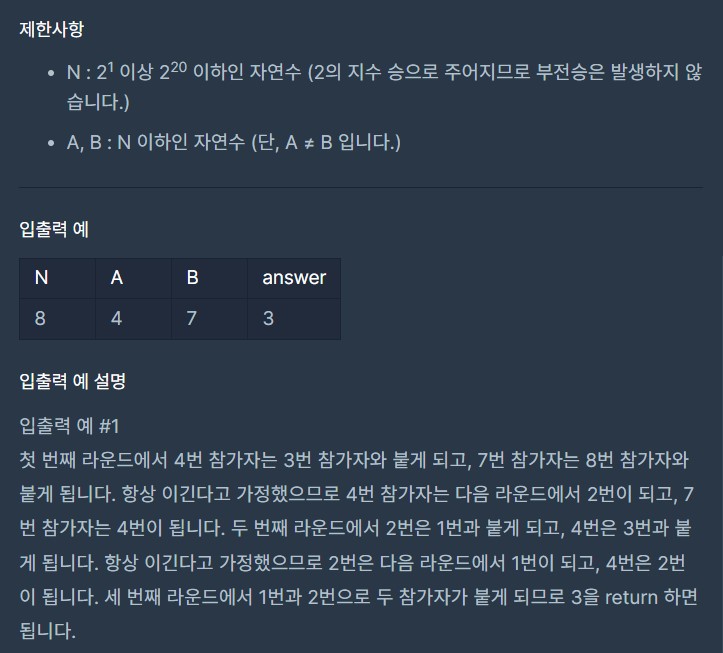 제한사항
• N : 2¹ 이상 2²⁰ 이하인 자연수 (2의 지수 승으로 주어지므로 부전승은 발생하지 않
습니다.)
• A, B : N 이하인 자연수 (단, A ≠ B 입니다.)
입출력 예
N A B answer
8 4 7 3
입출력 예 설명
입출력 예 #1
첫 번째 라운드에서 4번 참가자는 3번 참가자와 붙게 되고, 7번 참가자는 8번 참가자와
붙게 됩니다. 항상 이긴다고 가정했으므로 4번 참가자는 다음 라운드에서 2번이 되고, 7
번 참가자는 4번이 됩니다. 두 번째 라운드에서 2번은 1번과 붙게 되고, 4번은 3번과 붙
게 됩니다. 항상 이긴다고 가정했으므로 2번은 다음 라운드에서 1번이 되고, 4번은 2번
이 됩니다. 세 번째 라운드에서 1번과 2번으로 두 참가자가 붙게 되므로 3을 return 하면
됩니다.